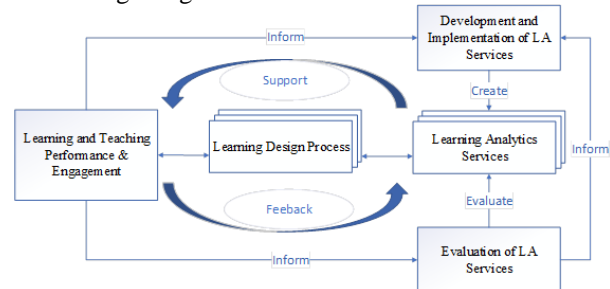 Development and
Implementation of LA
Services
Inform
Support
Create
Learning and Teaching
Performance &
Engagement
Learning Design Process
Learning Analytics
Services
Inform
Feeback
Evaluate
Inform
Evaluation of LA
Services